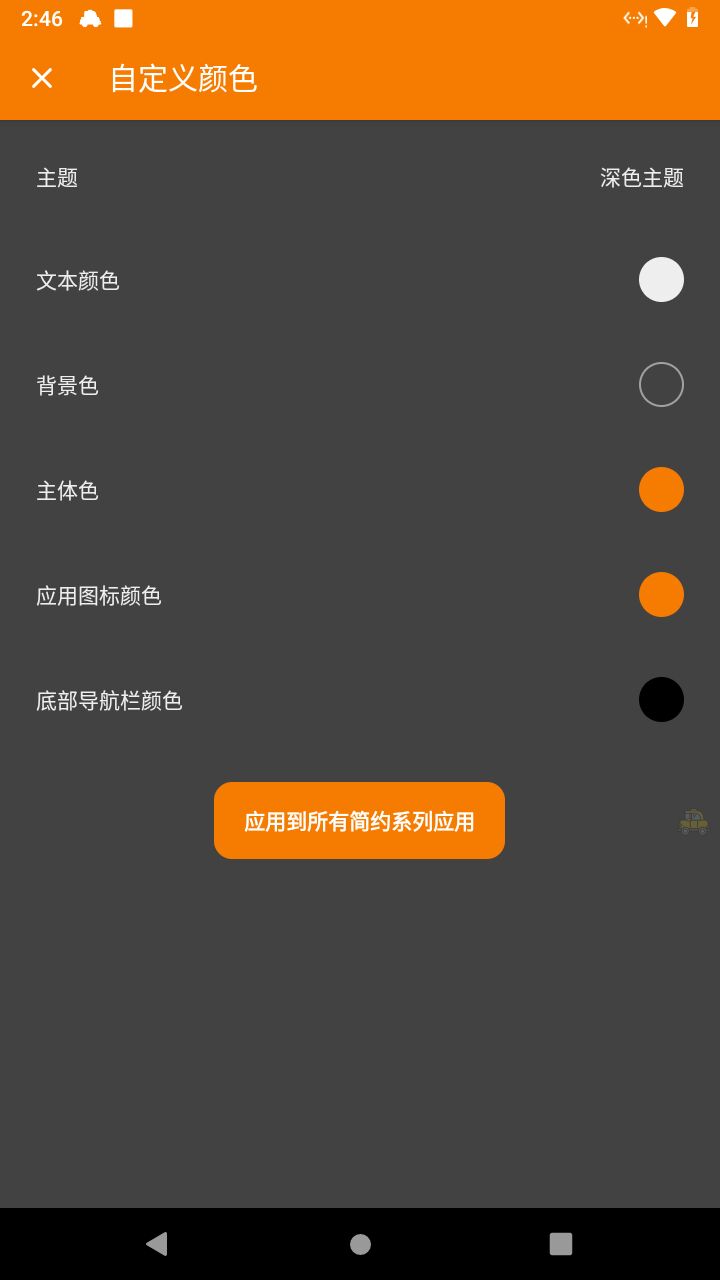 2:46
自定义颜色
主题
深色主题
文本颜色
背景色
主体色
应用图标颜色
底部导航栏颜色
应用到所有简约系列应用